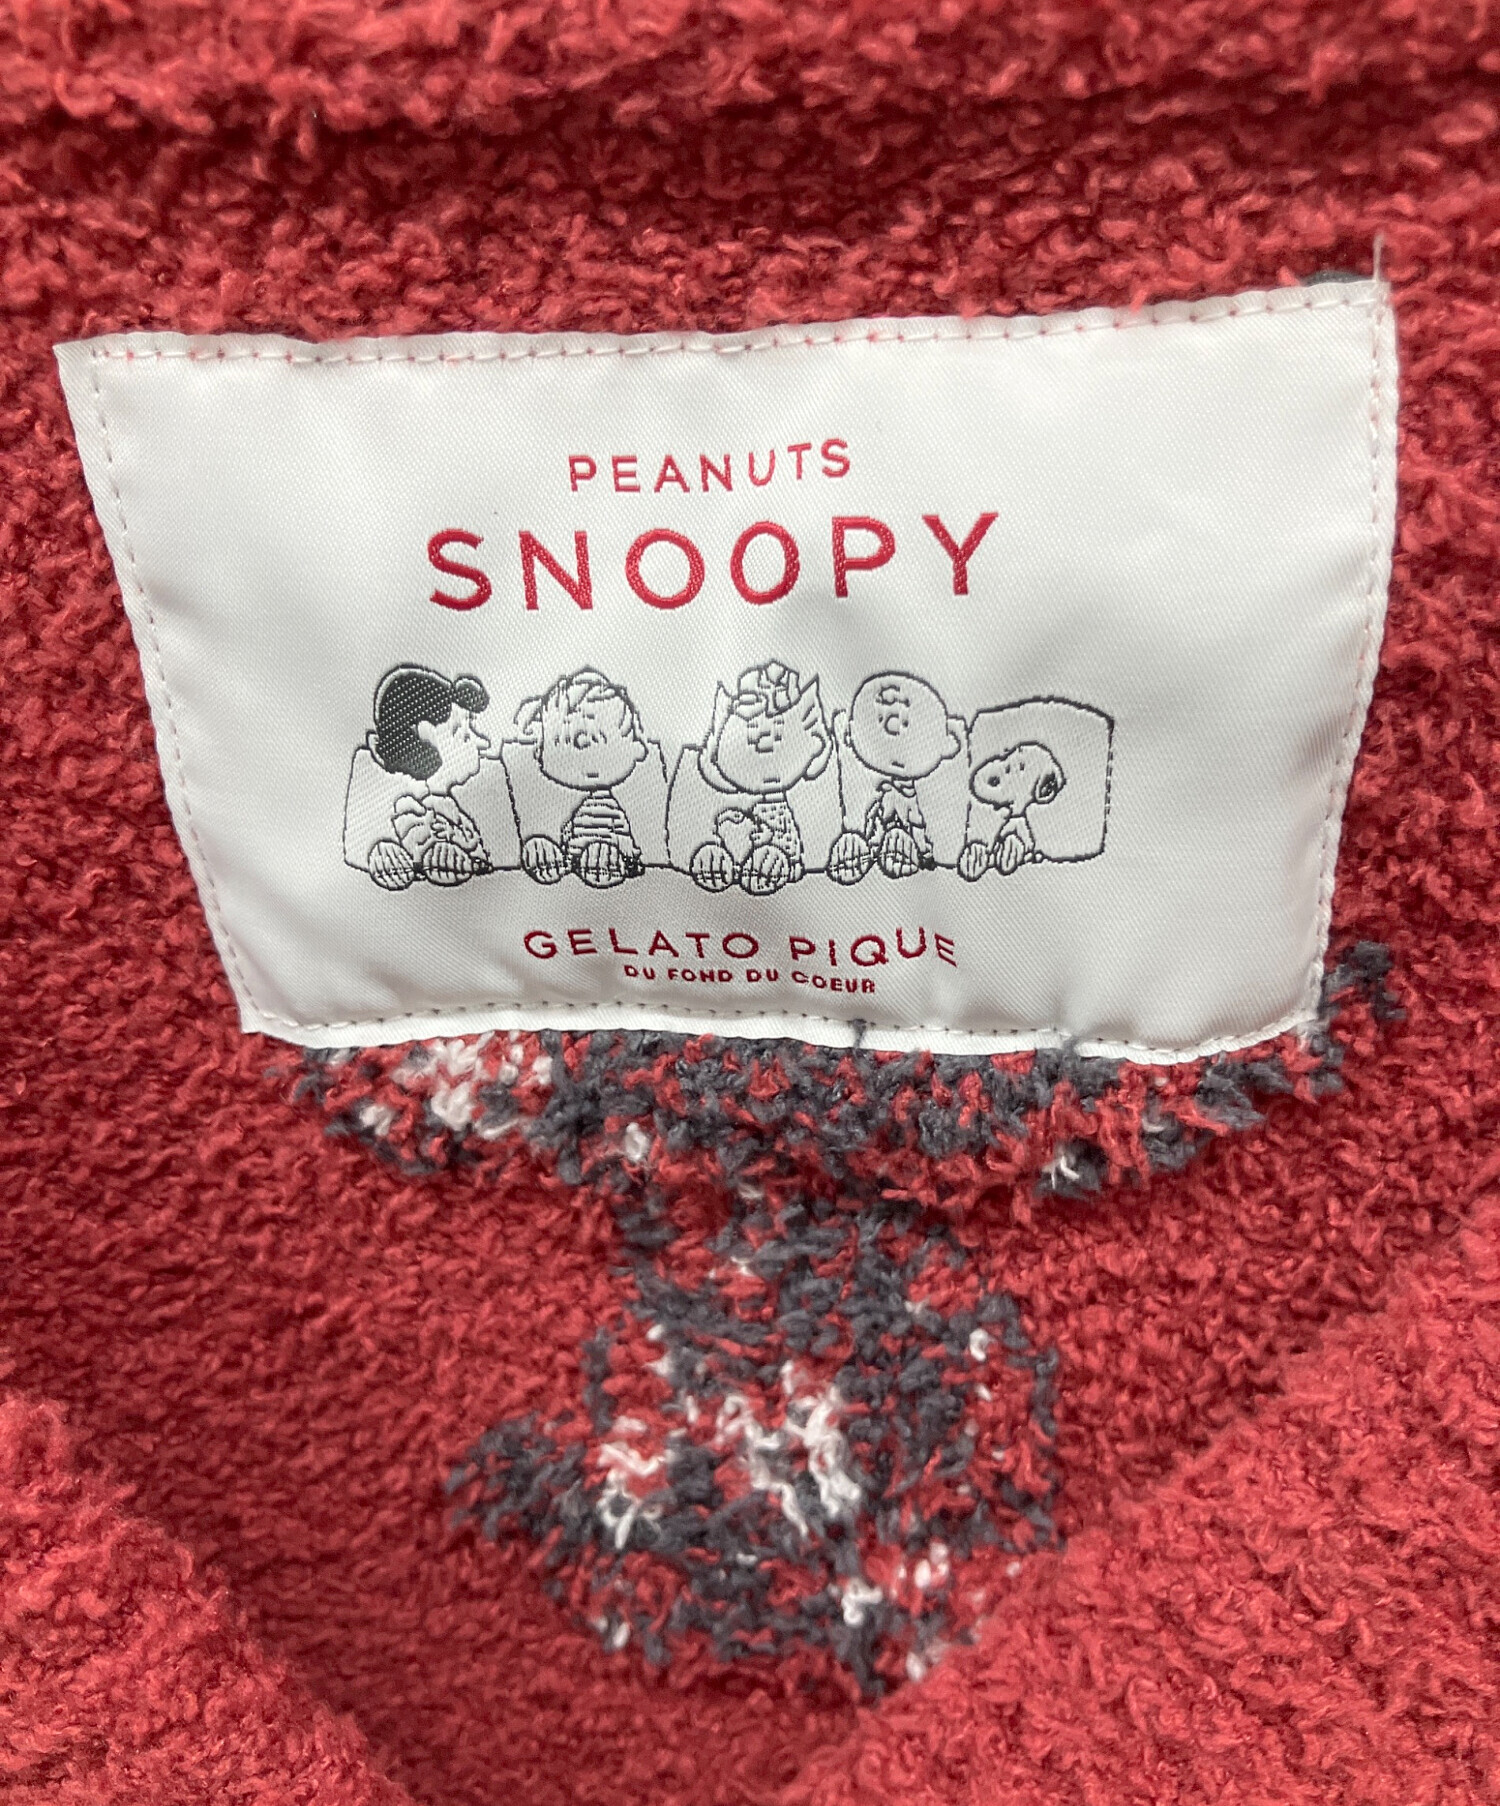 PEANUTS
SNOOPY
GELATO PIQUE
DU FOND DU COEUR